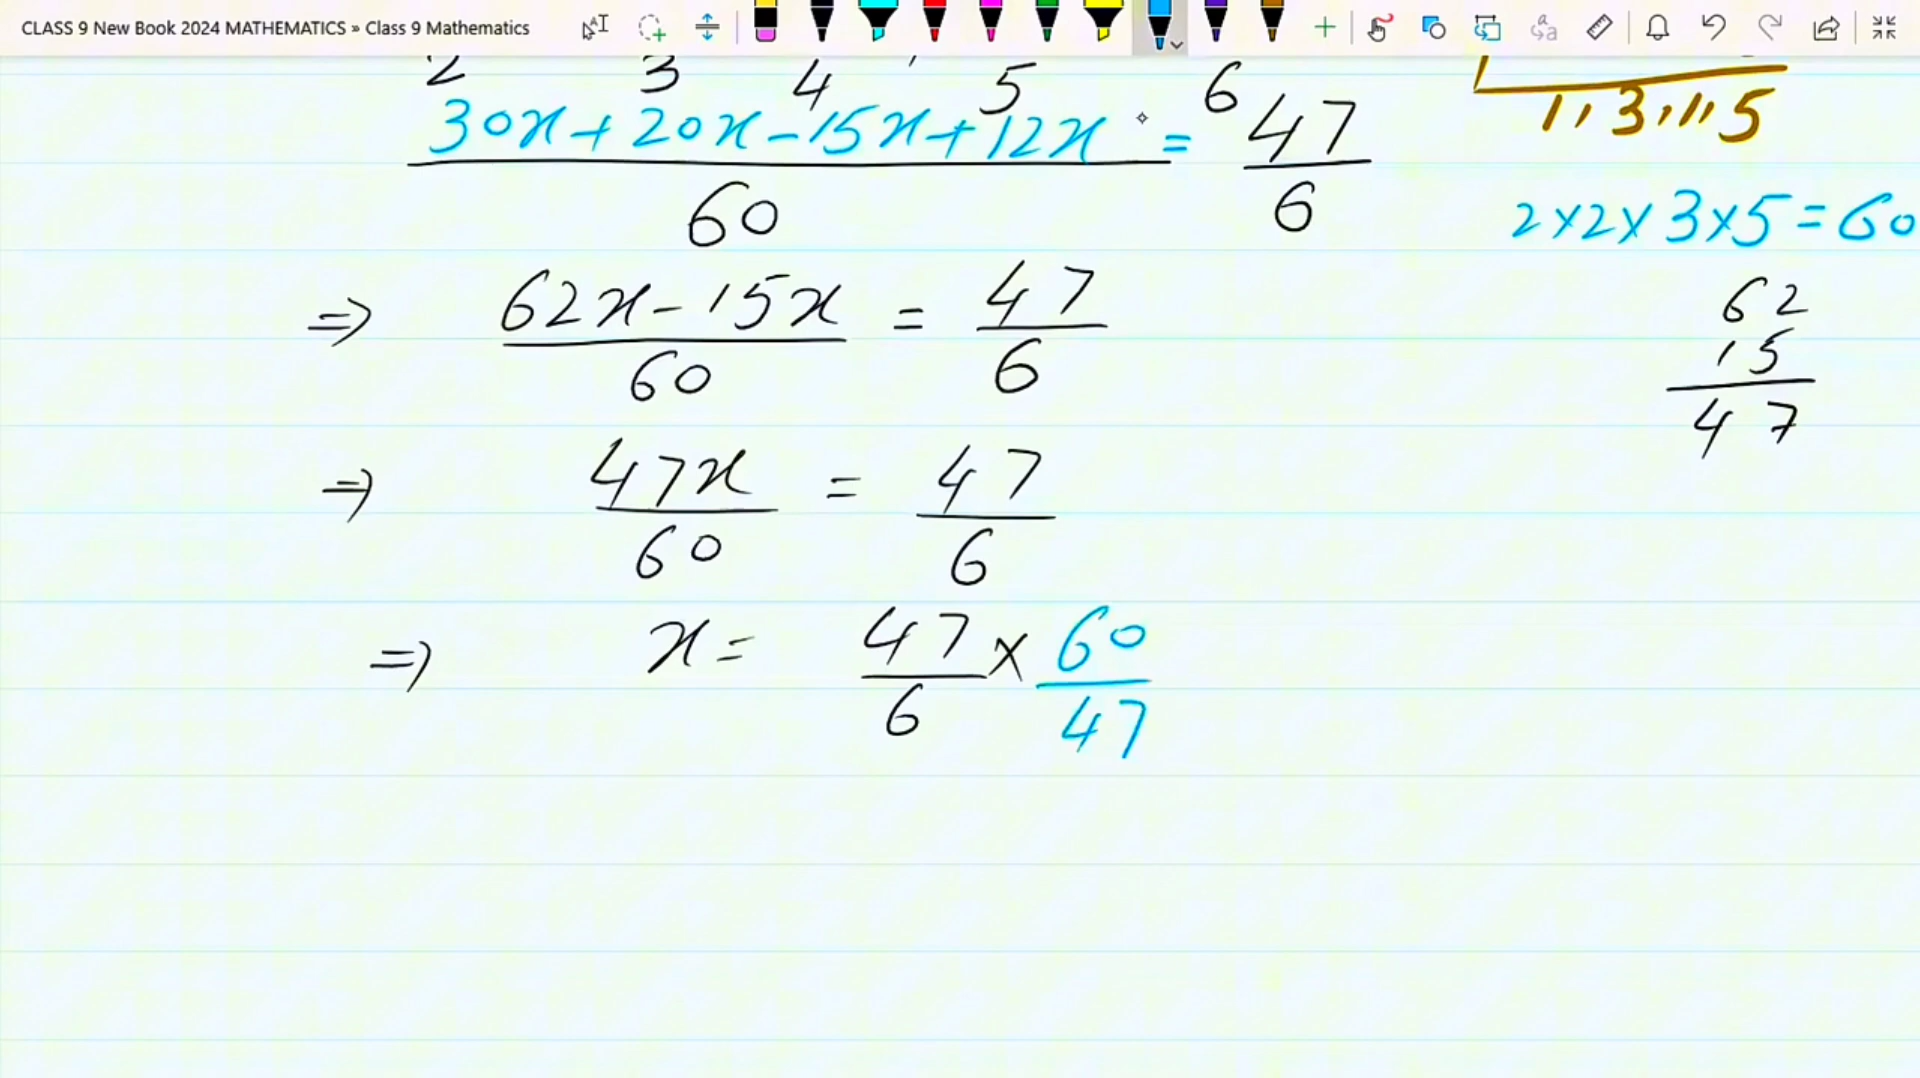 CLASS 9 New Book 2024 MATHEMATICS » Class 9 Mathematics
2 3 4 5 6
30x + 20x - 15x + 12x = 47
60 6
1, 3, 1, 5
2×2×3×5=60
⇒ 62x - 15x = 47
60 6
62
15
47
⇒ 47x = 47
60 6
⇒ x = 47 × 60
6 47